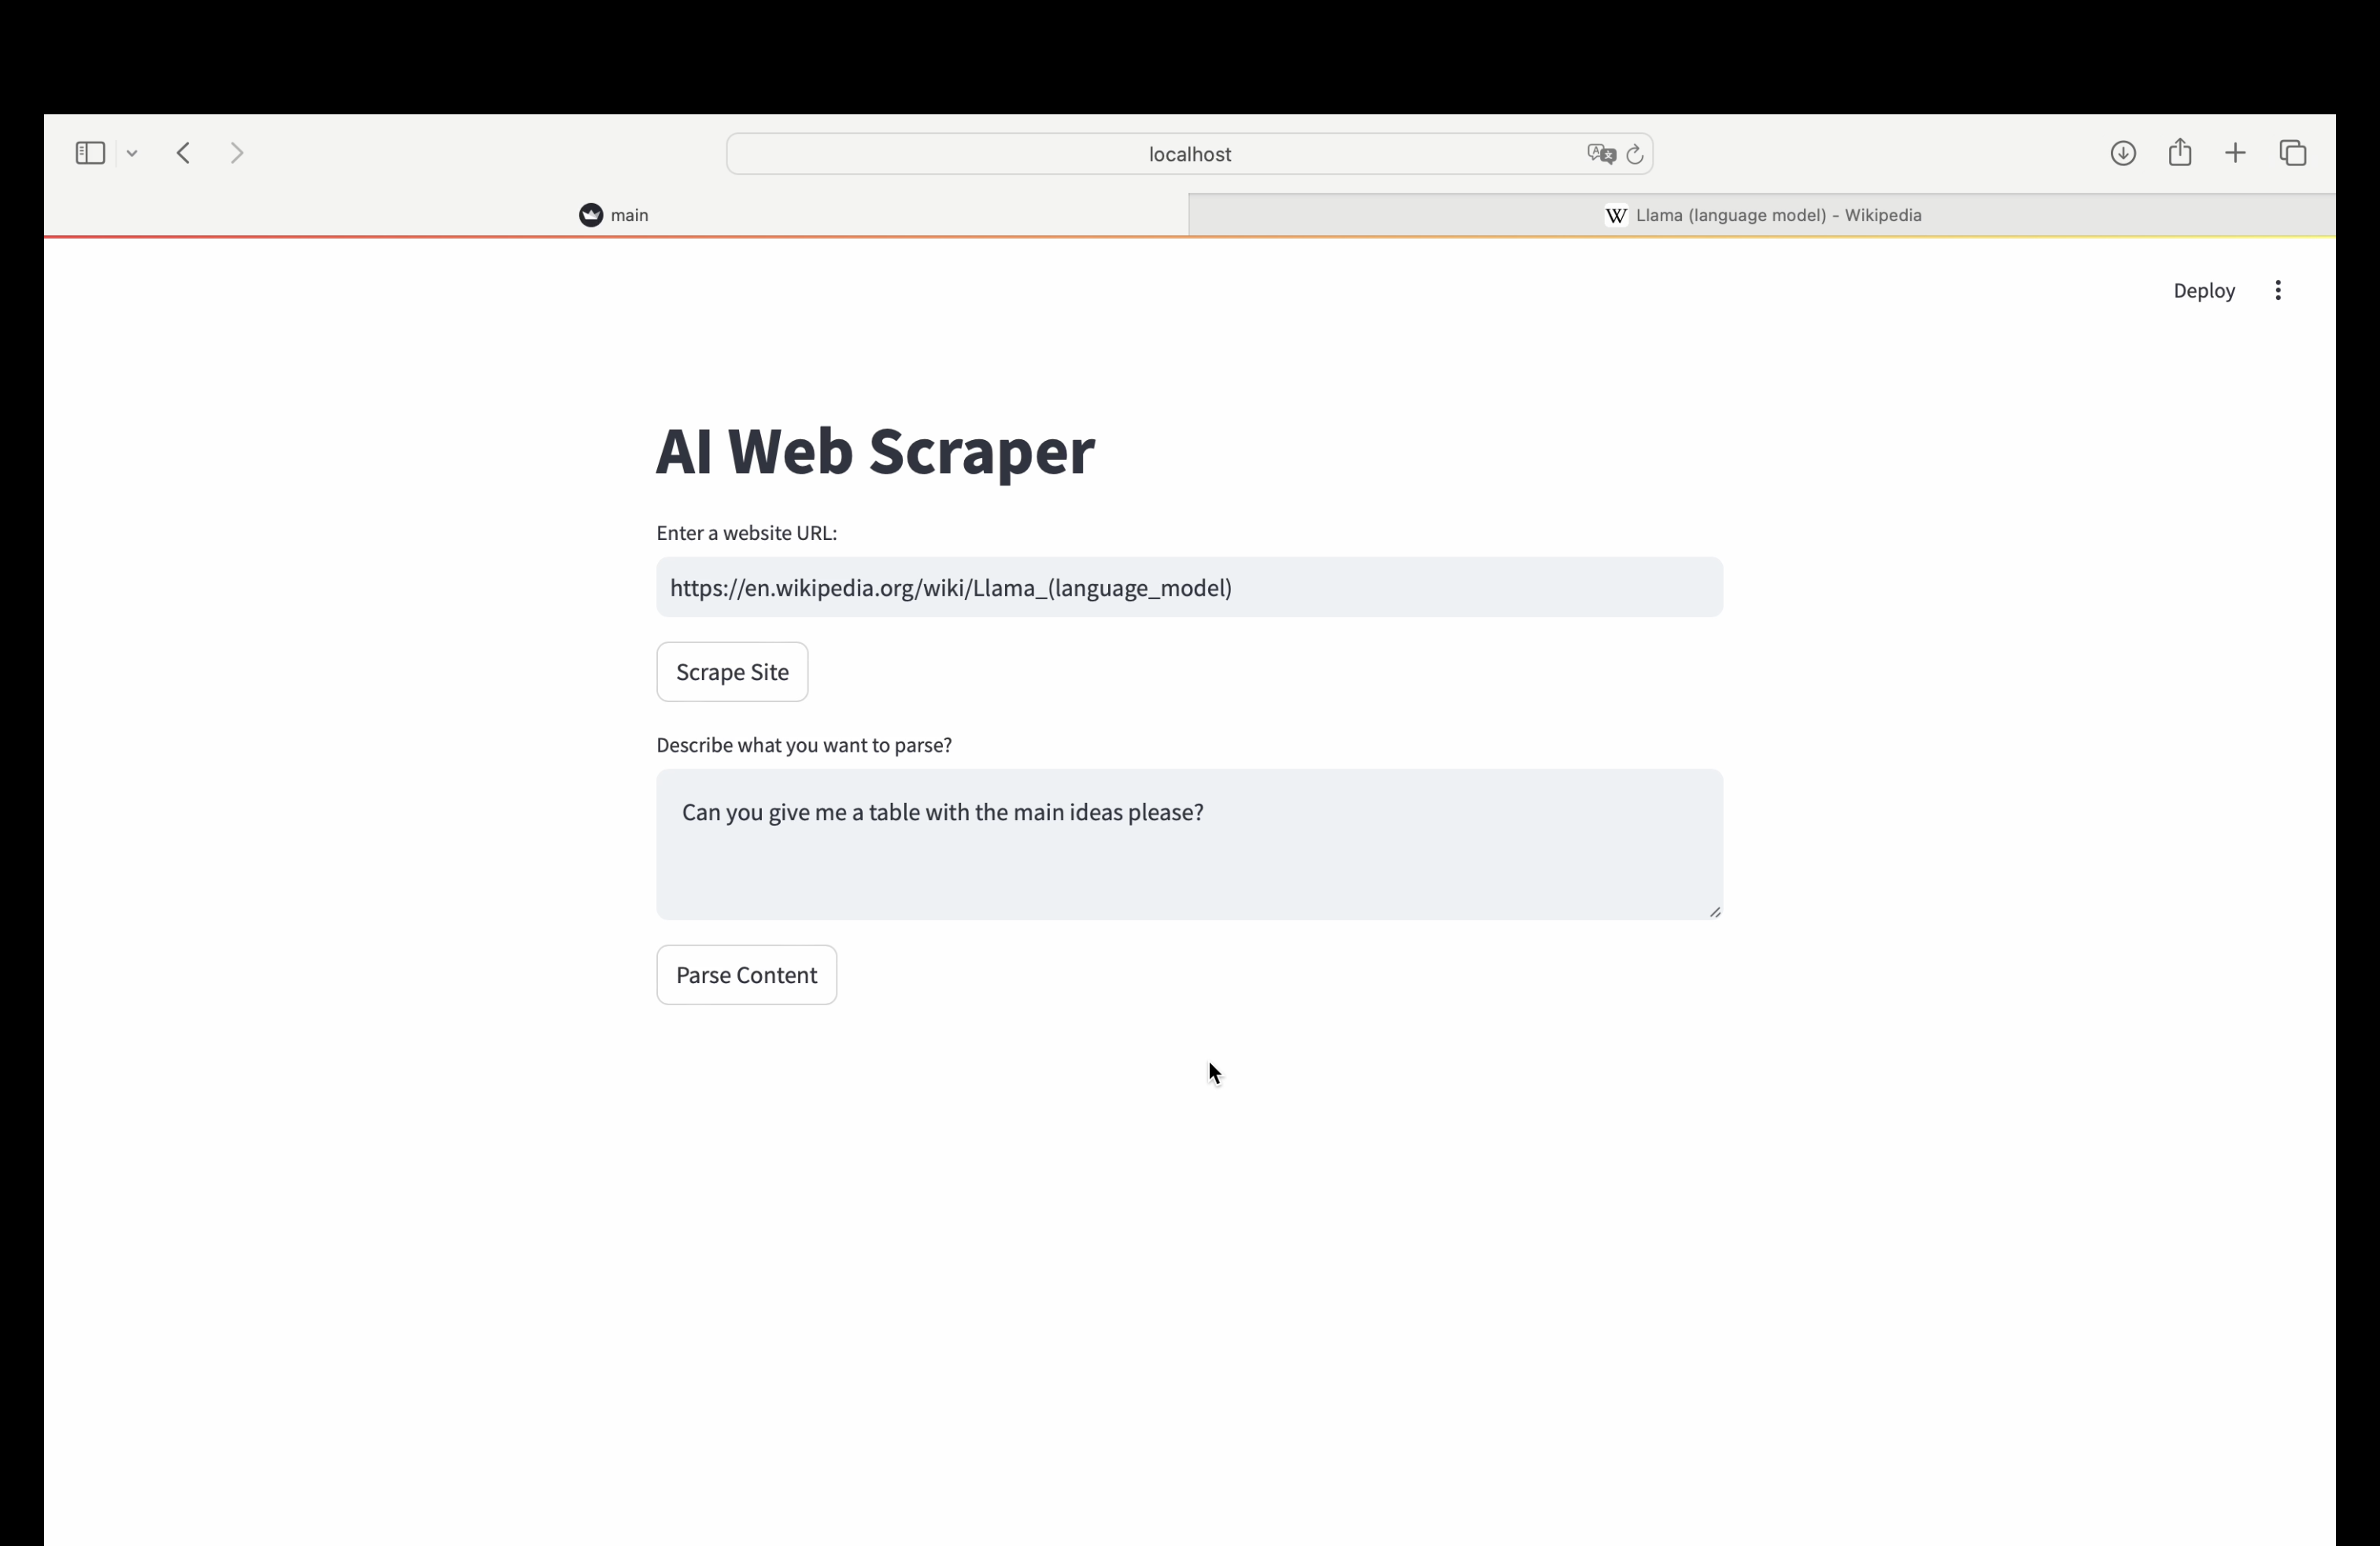 localhost
main
W Llama (language model) - Wikipedia
Deploy
AI Web Scraper
Enter a website URL:
https://en.wikipedia.org/wiki/Llama_(language_model)
Scrape Site
Describe what you want to parse?
Can you give me a table with the main ideas please?
Parse Content